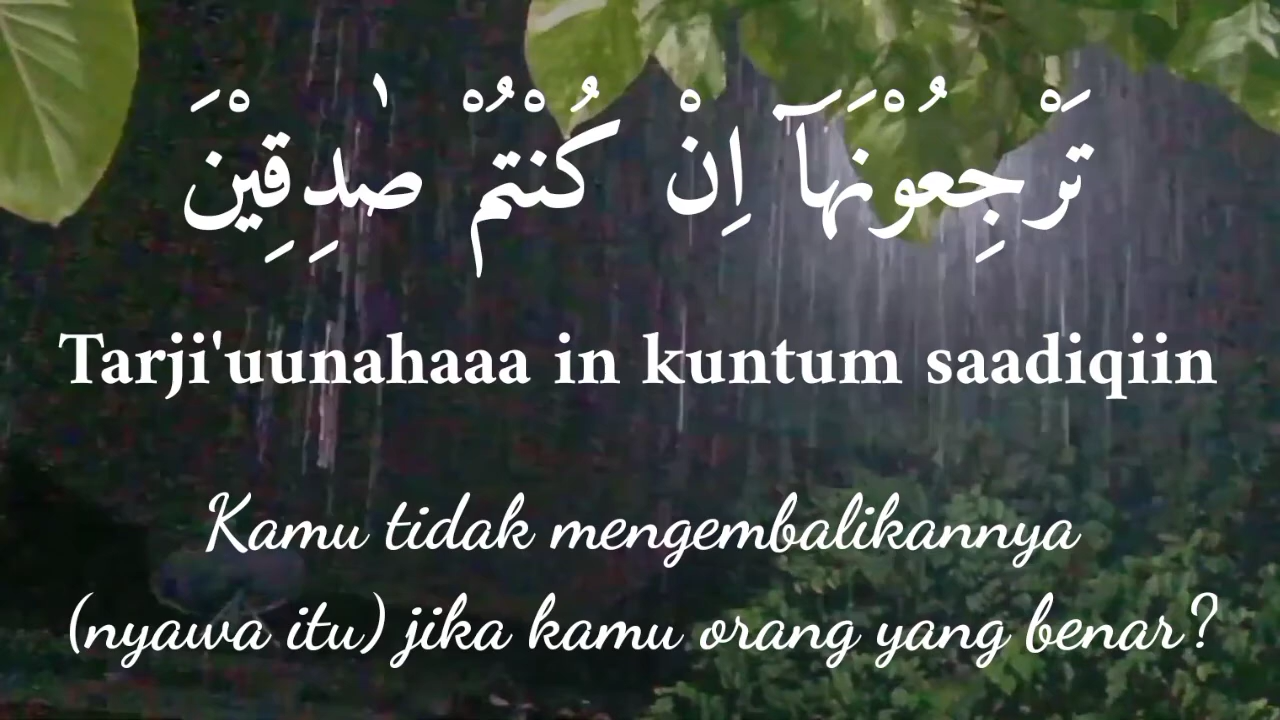 تَرْجِعُوْنَهَآ اِنْ كُنْتُمْ صٰدِقِيْنَ
Tarji'uunahaaa in kuntum saadiqiin
Kamu tidak mengembalikannya
(nyawa itu) jika kamu orang yang benar?